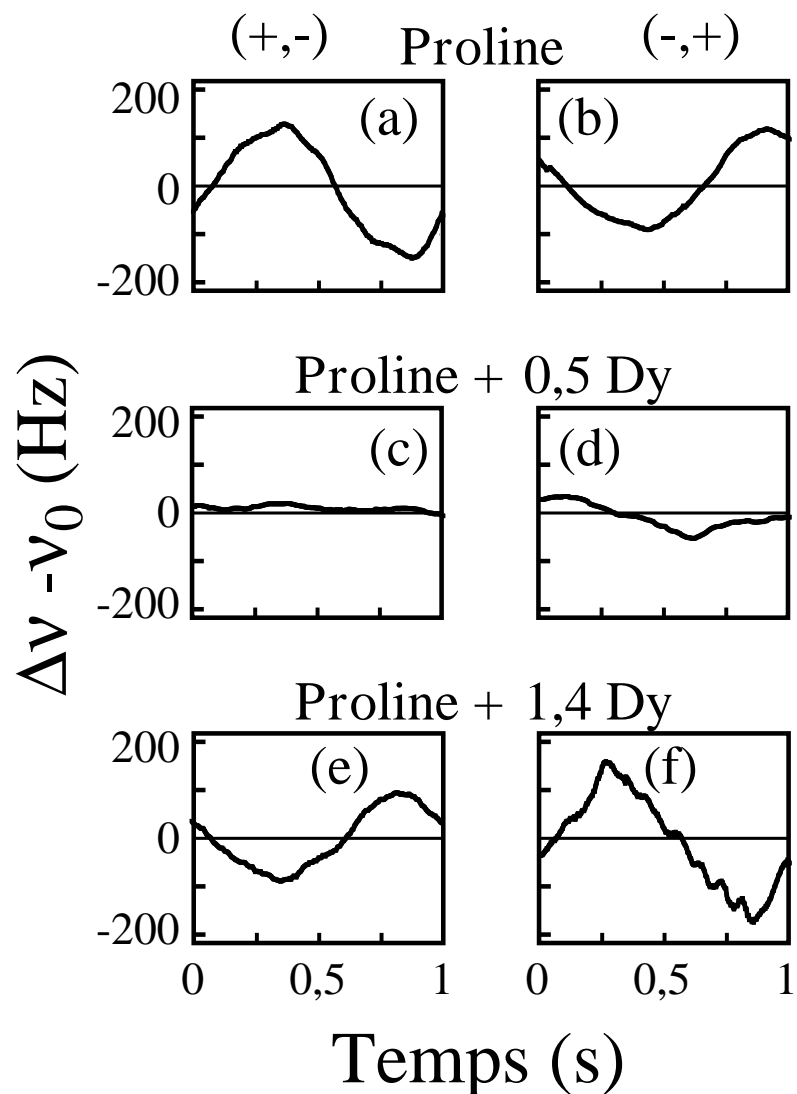 (+,-) Proline (-,+)
200 (a) (b)
0
-200
Proline + 0,5 Dy
200 (c) (d)
0
-200
Δν -ν0 (Hz)
Proline + 1,4 Dy
200 (e) (f)
0
-200
0 0,5 1 0 0,5 1
Temps (s)